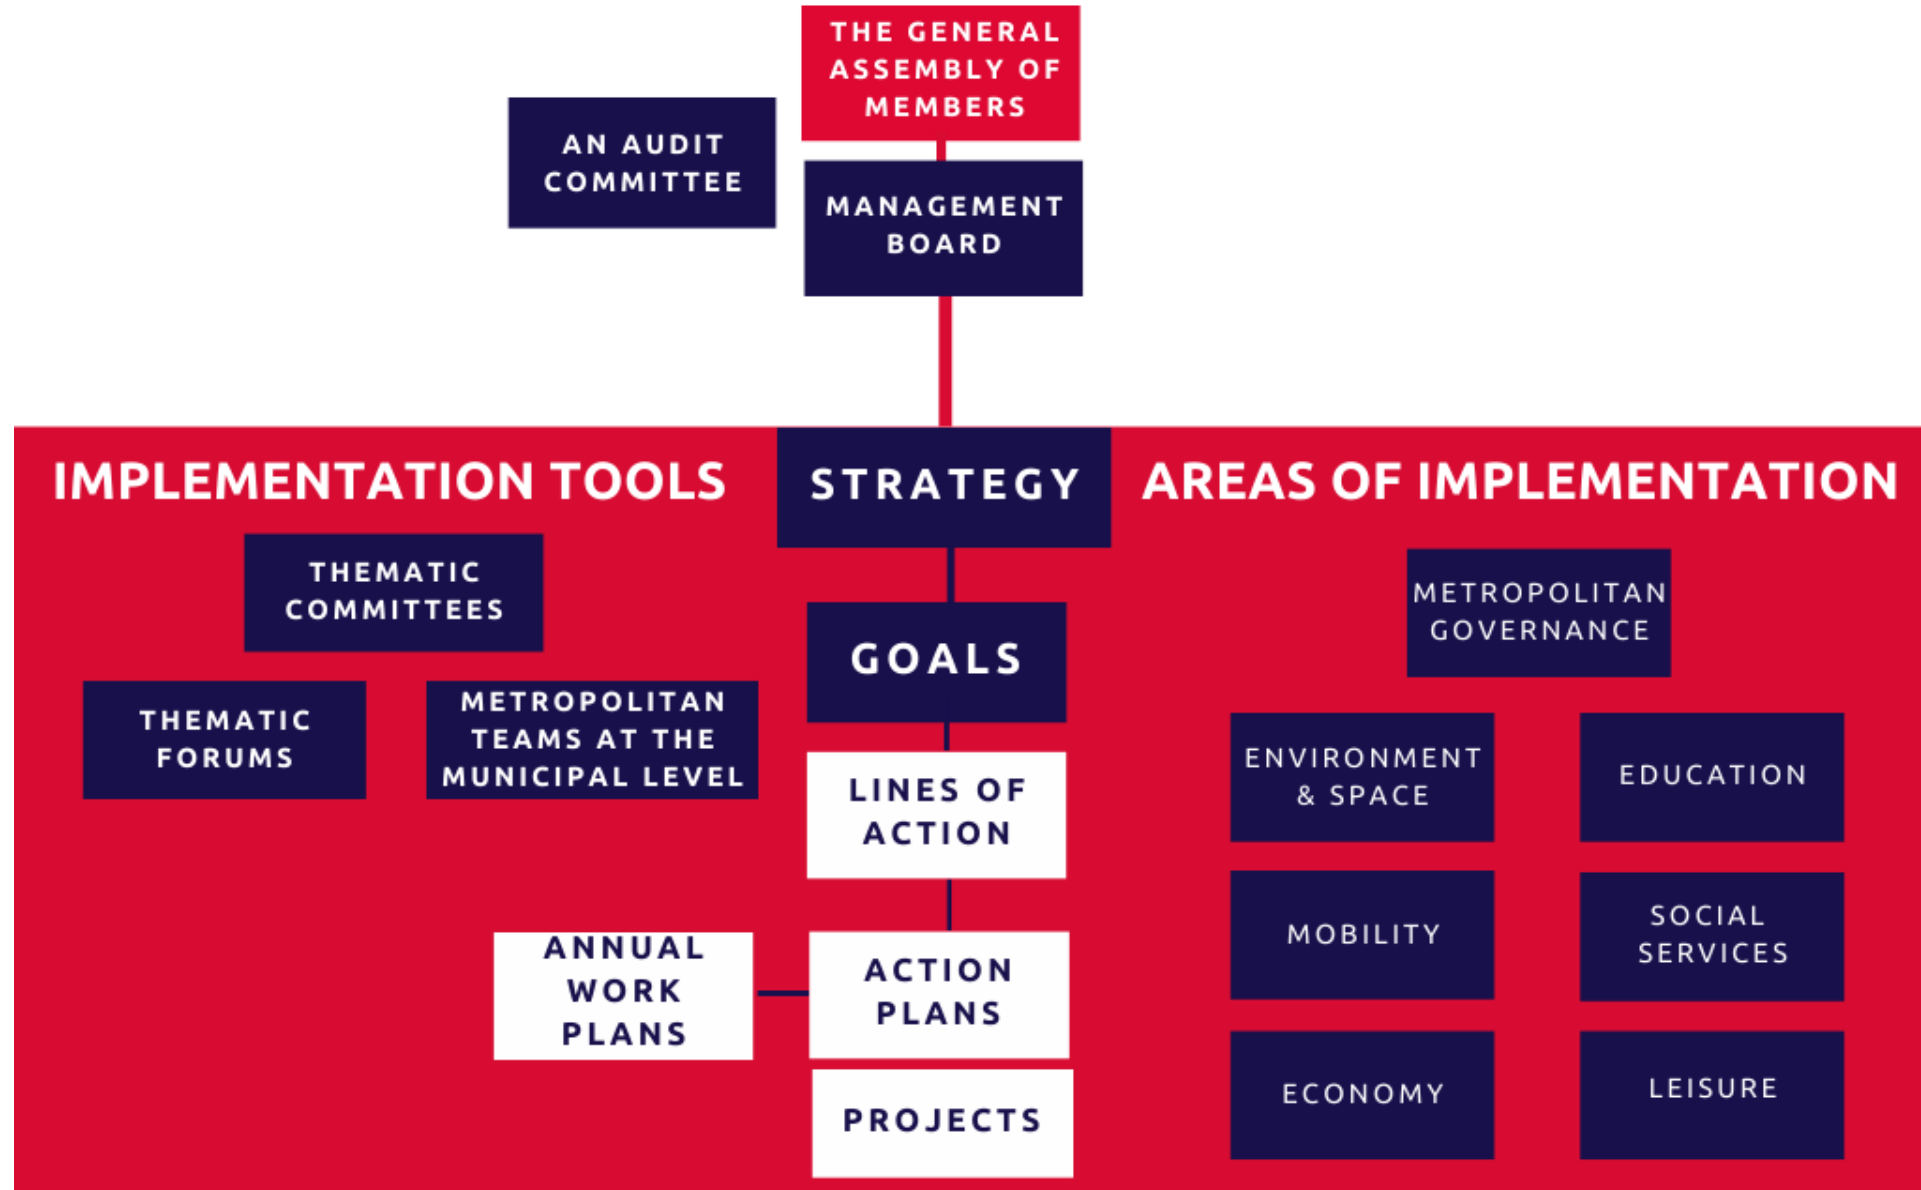 THE GENERAL
ASSEMBLY OF
MEMBERS
AN AUDIT
COMMITTEE
MANAGEMENT
BOARD
IMPLEMENTATION TOOLS
STRATEGY
AREAS OF IMPLEMENTATION
THEMATIC
COMMITTEES
THEMATIC
FORUMS
METROPOLITAN
TEAMS AT THE
MUNICIPAL LEVEL
GOALS
LINES OF
ACTION
ANNUAL
WORK
PLANS
ACTION
PLANS
PROJECTS
METROPOLITAN
GOVERNANCE
ENVIRONMENT
& SPACE
EDUCATION
MOBILITY
SOCIAL
SERVICES
ECONOMY
LEISURE